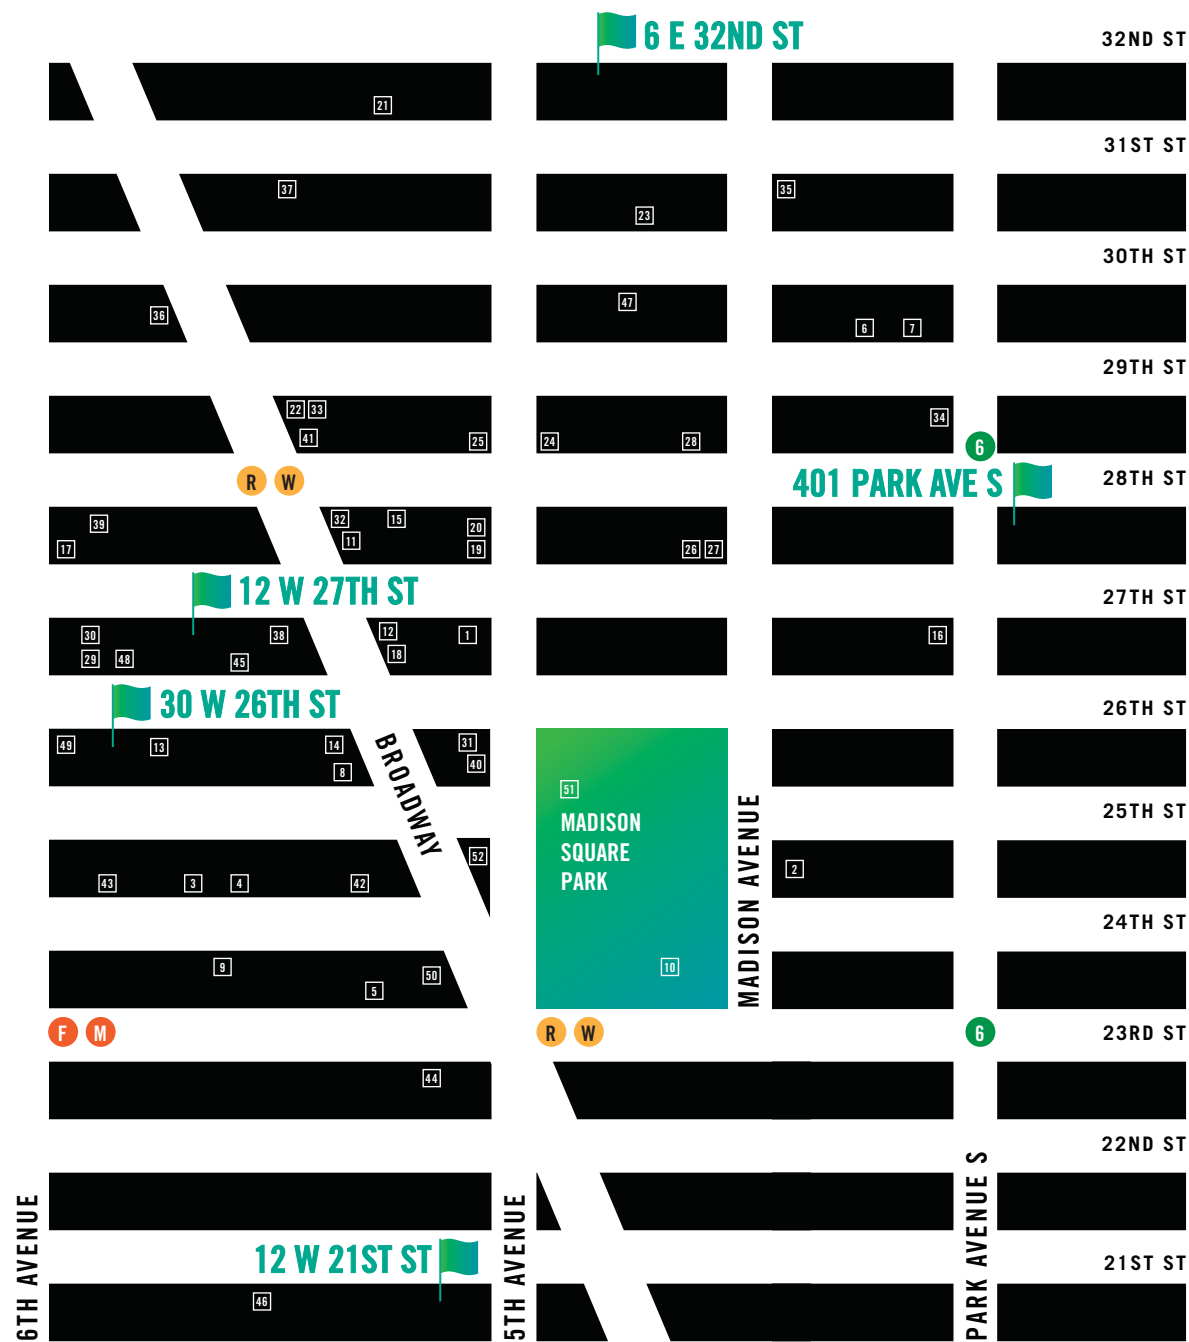 6 E 32ND ST
32ND ST
21
31ST ST
37
35
23
30TH ST
47
36
6
7
29TH ST
22 33
34
41
25
24
28
6
R W
401 PARK AVE S
28TH ST
32
15
39
20
11
17
19
26 27
12 W 27TH ST
27TH ST
30
38
12
1
16
29
48
45
18
30 W 26TH ST
26TH ST
49
13
14
31
8
40
BROADWAY
51
MADISON
SQUARE
PARK
MADISON AVENUE
25TH ST
52
2
43
3
4
42
24TH ST
9
5
50
10
F M
R W
6
23RD ST
44
22ND ST
6TH AVENUE
5TH AVENUE
PARK AVENUE S
12 W 21ST ST
21ST ST
46